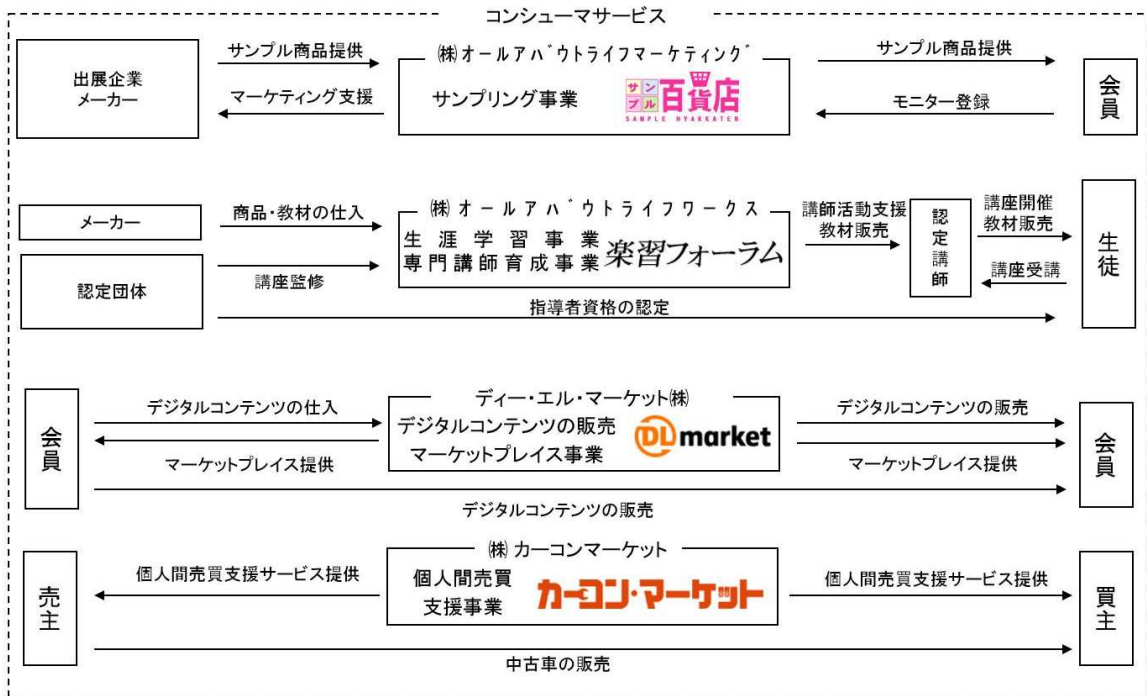 コンシューマサービス
サンプル商品提供
㈱オールアバウトライフマーケティング
サンプル商品提供
出展企業
メーカー
サンプリング事業
サンプル
百貨店
SAMPLE HYAKKATEN
マーケティング支援
モニター登録
会員
メーカー
商品・教材の仕入
㈱オールアバウトライフワークス
生涯学習事業
専門講師育成事業
楽習フォーラム
講師活動支援
教材販売
認定講師
講座開催
教材販売
生徒
認定団体
講座監修
講座受講
指導者資格の認定
会員
デジタルコンテンツの仕入
ディー・エル・マーケット㈱
デジタルコンテンツの販売
マーケットプレイス事業
DLmarket
デジタルコンテンツの販売
会員
マーケットプレイス提供
マーケットプレイス提供
デジタルコンテンツの販売
売主
個人間売買支援サービス提供
㈱カーコンマーケット
個人間売買
支援事業
カーコン・マーケット
個人間売買支援サービス提供
買主
中古車の販売